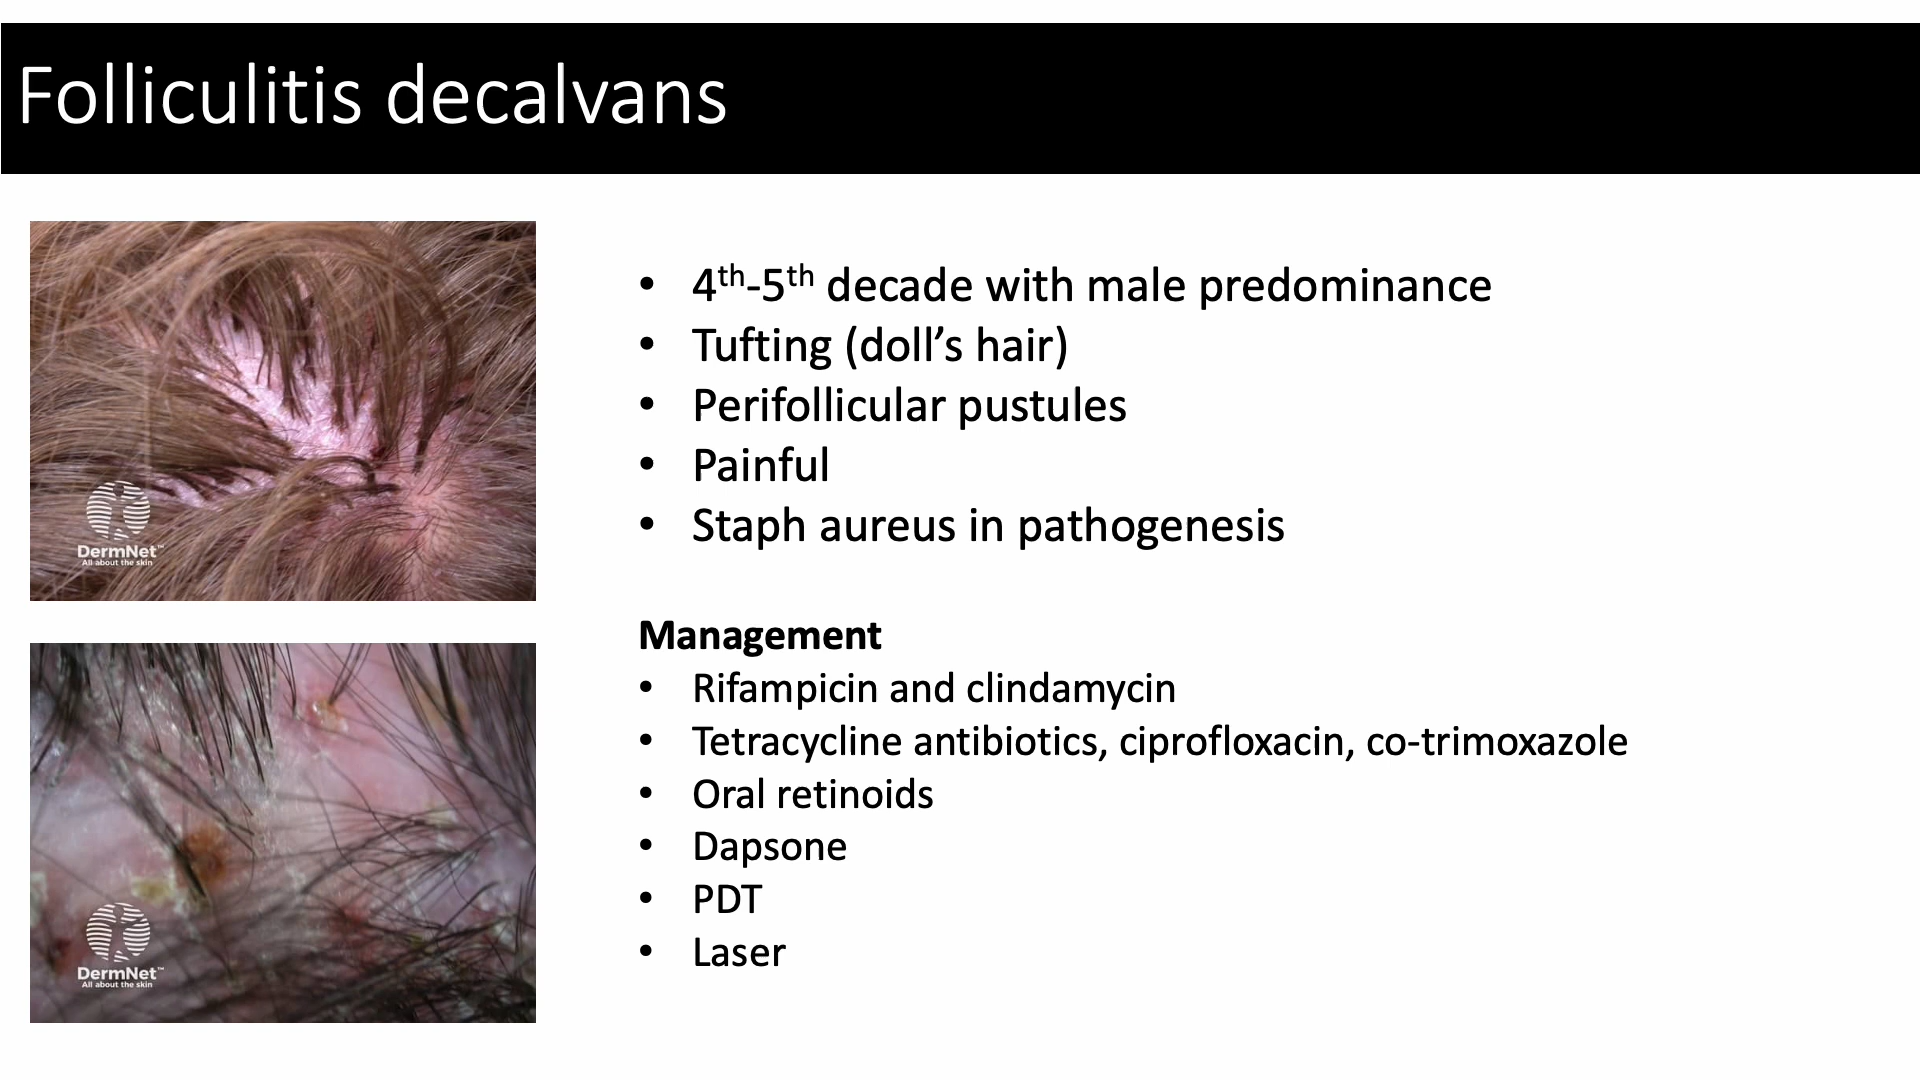 Folliculitis decalvans
DermNet™
All about the skin
DermNet™
All about the skin
• 4th-5th decade with male predominance
• Tufting (doll’s hair)
• Perifollicular pustules
• Painful
• Staph aureus in pathogenesis
Management
• Rifampicin and clindamycin
• Tetracycline antibiotics, ciprofloxacin, co-trimoxazole
• Oral retinoids
• Dapsone
• PDT
• Laser